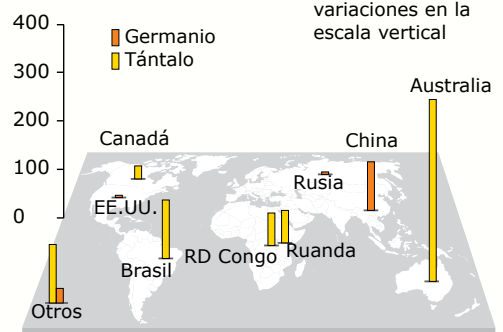 variaciones en la
escala vertical
400
300
200
100
0
Germanio
Tántalo
Australia
Canadá
China
Rusia
EE.UU.
Brasil
RD Congo
Ruanda
Otros